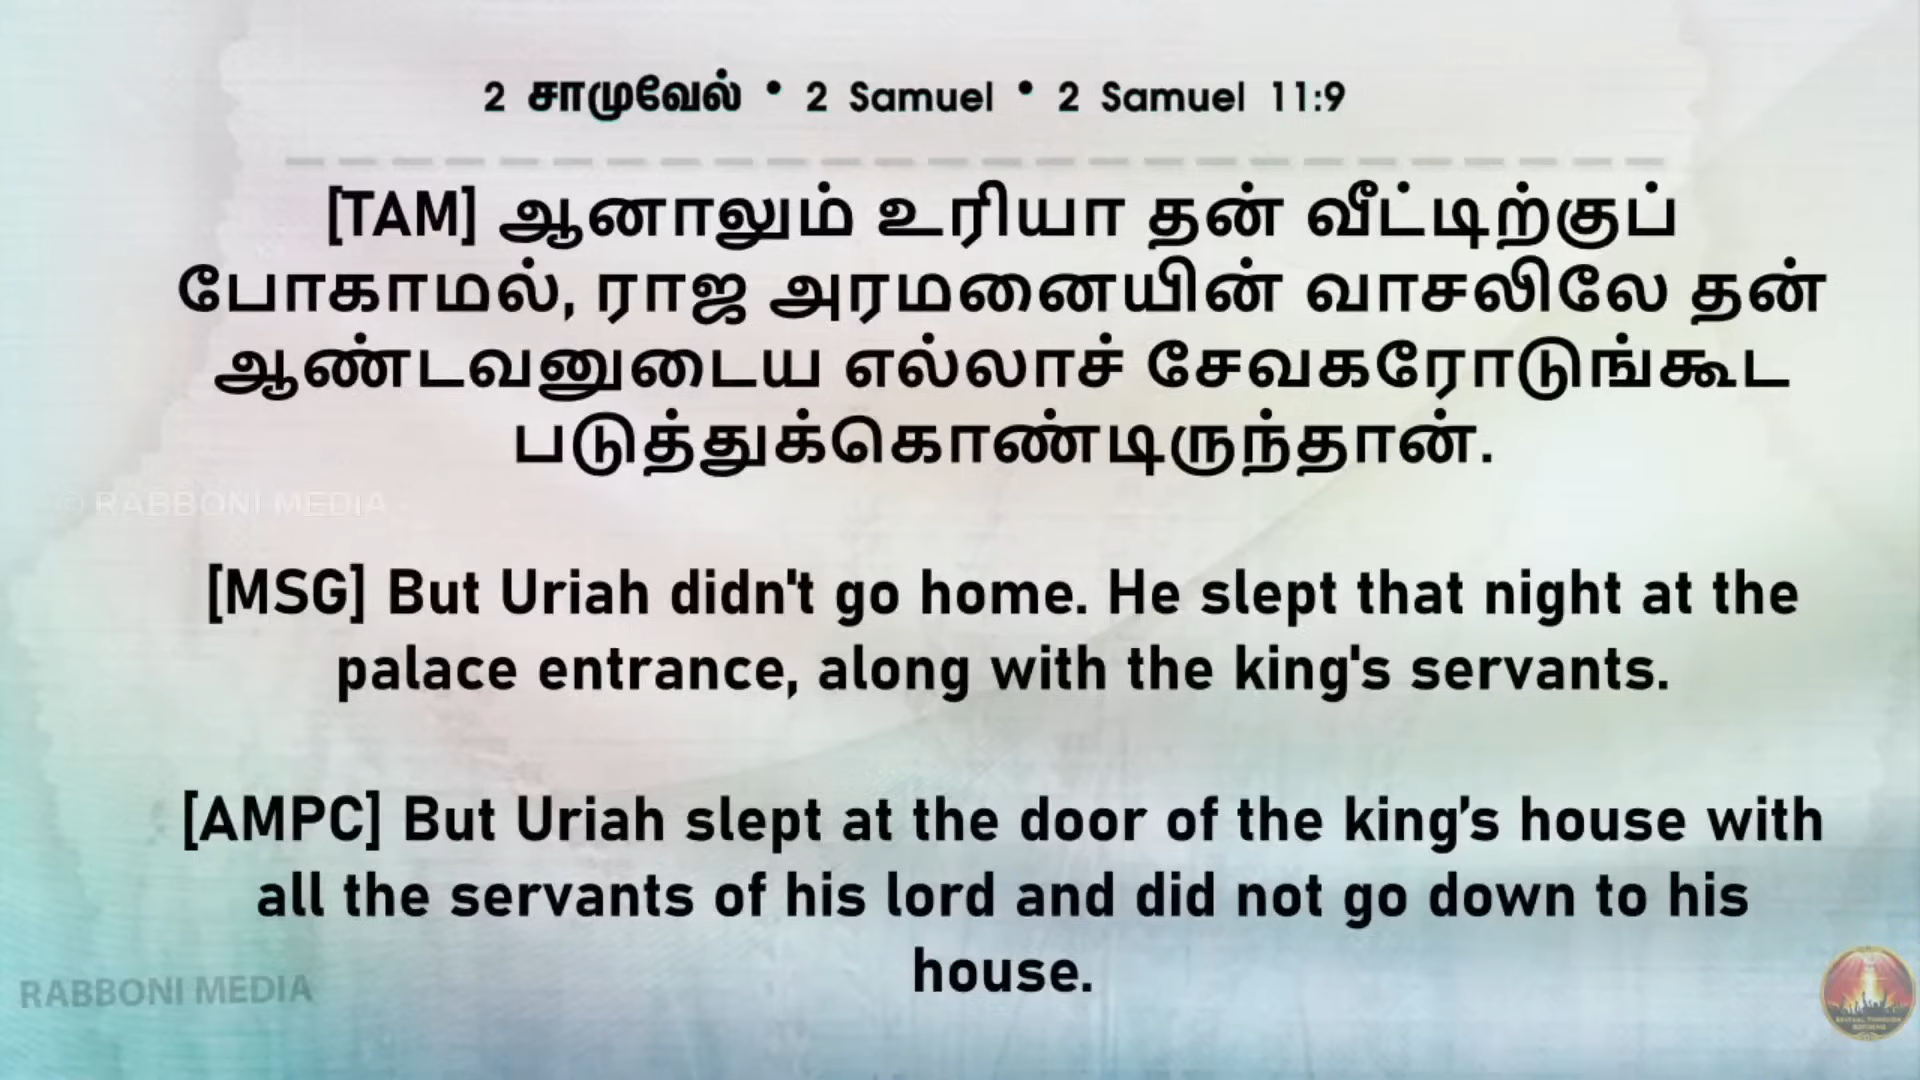 2 சாமுவேல் • 2 Samuel • 2 Samuel 11:9
[TAM] ஆனாலும் உரியா தன் வீட்டிற்குப்
போகாமல், ராஜ அரமனையின் வாசலிலே தன்
ஆண்டவனுடைய எல்லாச் சேவகரோடுங்கூட
படுத்துக்கொண்டிருந்தான்.
© RABBONI MEDIA
[MSG] But Uriah didn't go home. He slept that night at the
palace entrance, along with the king's servants.
[AMPC] But Uriah slept at the door of the king’s house with
all the servants of his lord and did not go down to his
house.
RABBONI MEDIA